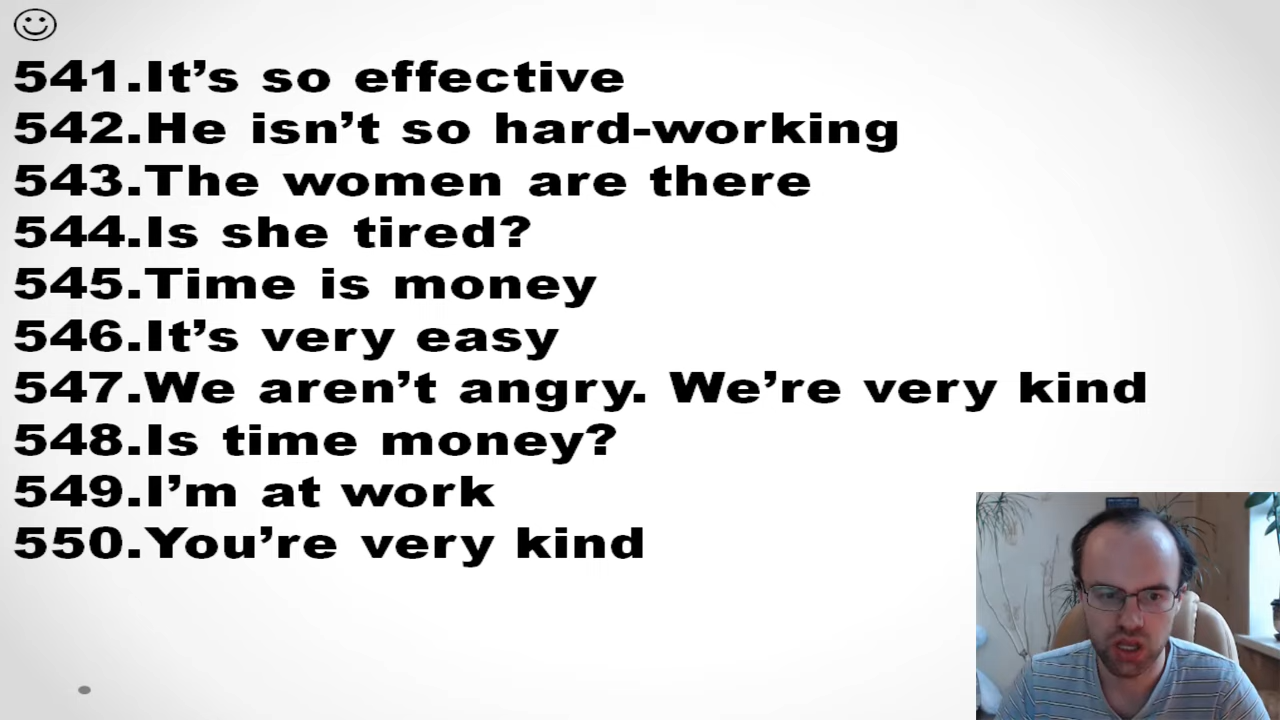 541.It’s so effective
542.He isn’t so hard-working
543.The women are there
544.Is she tired?
545.Time is money
546.It’s very easy
547.We aren’t angry. We’re very kind
548.Is time money?
549.I’m at work
550.You’re very kind